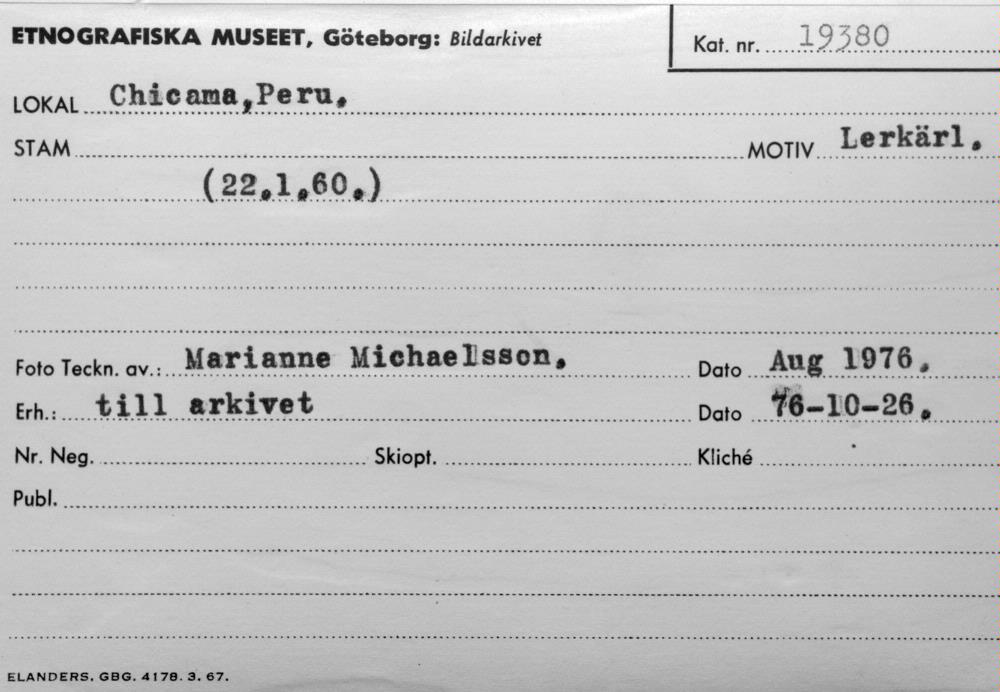 ETNOGRAFISKA MUSEET, Göteborg: Bildarkivet
Kat. nr. 19380
LOKAL Chicama, Peru.
STAM MOTIV Lerkärl.
(22.1.60.)
Foto Teckn. av.: Marianne Michaelsson. Dato Aug 1976.
Erh.: till arkivet Dato 76-10-26.
Nr. Neg. Skiopt. Kliché
Publ.
ELANDERS. GBG. 4178. 3. 67.